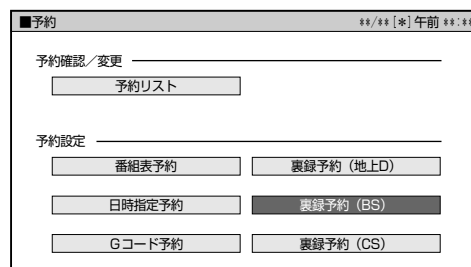 ■予約 **/**[*]午前**:**
予約確認／変更
予約リスト
予約設定
番組表予約 裏録予約（地上D）
日時指定予約 裏録予約（BS）
Gコード予約 裏録予約（CS）